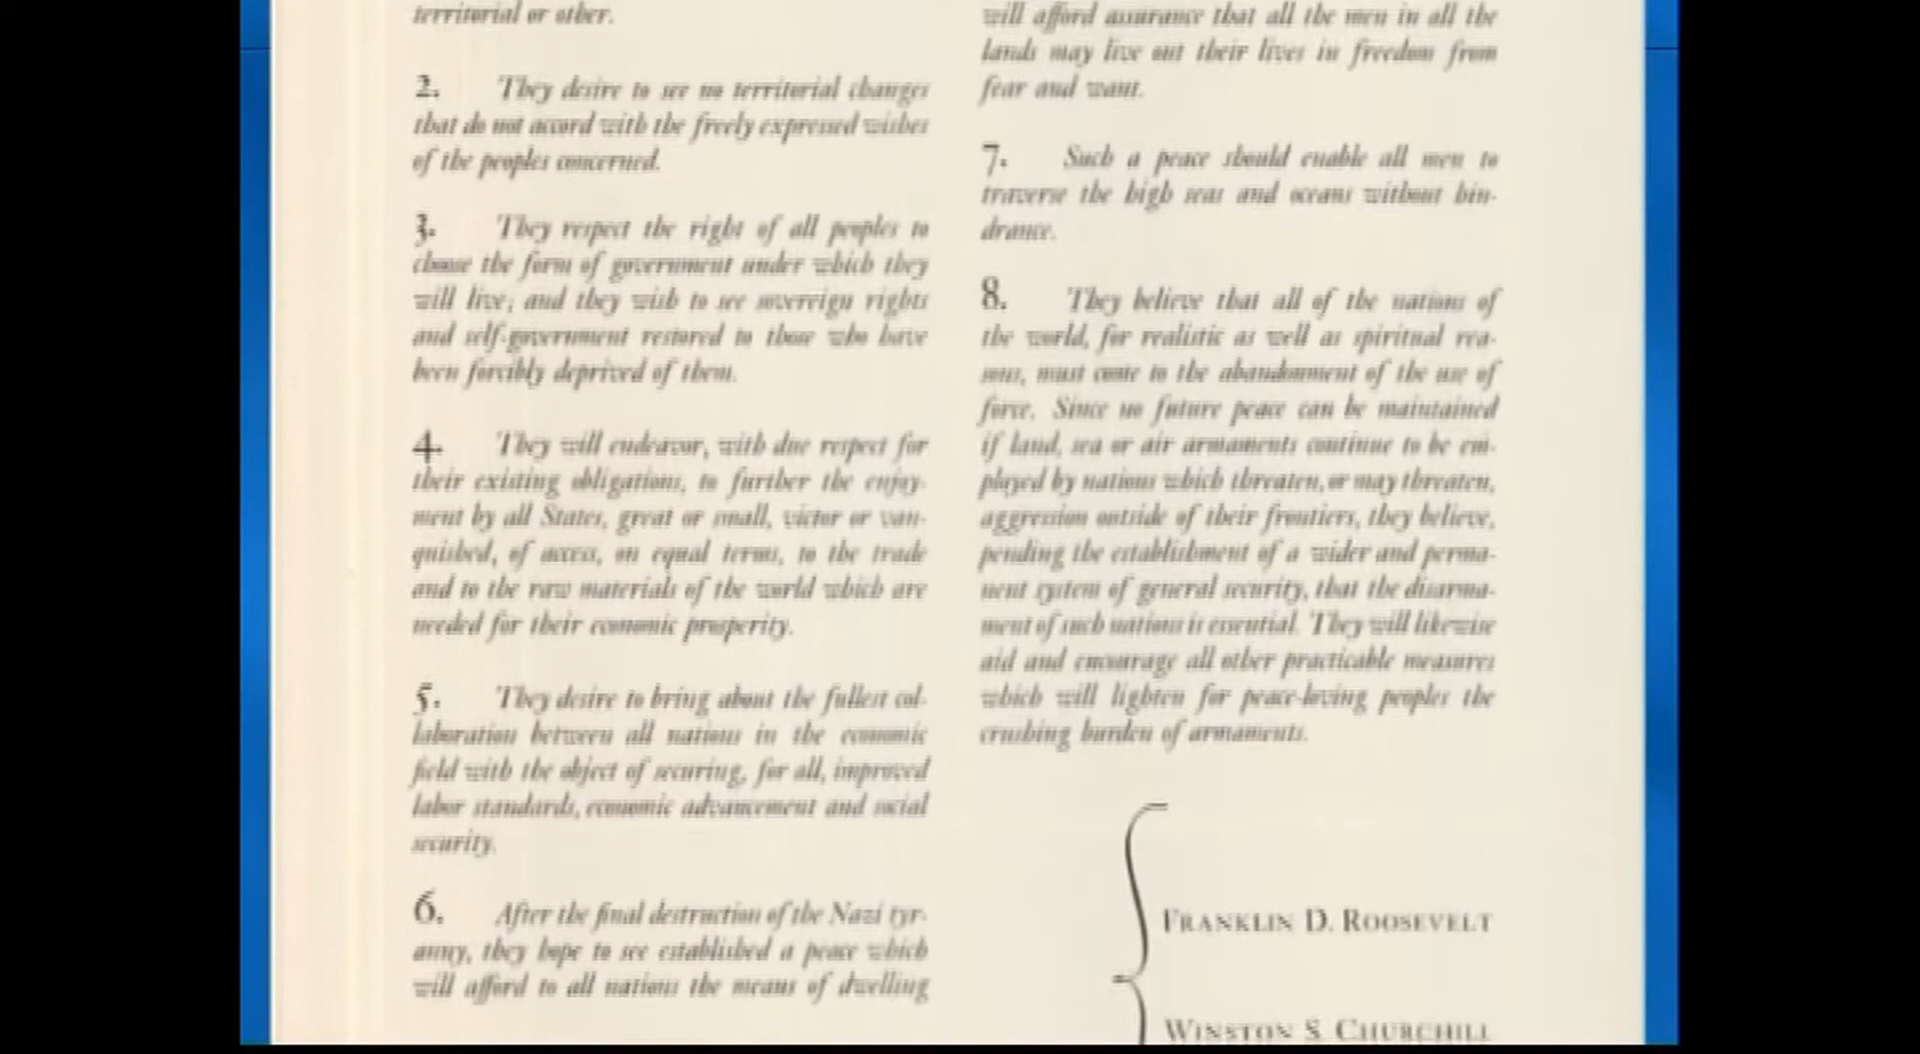 territorial or other.
2. They desire to see no territorial changes
that do not accord with the freely expressed wishes
of the peoples concerned.
3. They respect the right of all peoples to
choose the form of government under which they
will live; and they wish to see sovereign rights
and self-government restored to those who have
been forcibly deprived of them.
4. They will endeavor, with due respect for
their existing obligations, to further the enjoy-
ment by all States, great or small, victor or van-
quished, of access, on equal terms, to the trade
and to the raw materials of the world which are
needed for their economic prosperity.
5. They desire to bring about the fullest col-
laboration between all nations in the economic
field with the object of securing, for all, improved
labor standards, economic advancement and social
security.
6. After the final destruction of the Nazi tyr-
anny, they hope to see established a peace which
will afford to all nations the means of dwelling
will afford assurance that all the men in all the
lands may live out their lives in freedom from
fear and want.
7. Such a peace should enable all men to
traverse the high seas and oceans without hin-
drance.
8. They believe that all of the nations of
the world, for realistic as well as spiritual rea-
sons, must come to the abandonment of the use of
force. Since no future peace can be maintained
if land, sea or air armaments continue to be em-
ployed by nations which threaten, or may threaten,
aggression outside of their frontiers, they believe,
pending the establishment of a wider and perma-
nent system of general security, that the disarma-
ment of such nations is essential. They will likewise
aid and encourage all other practicable measures
which will lighten for peace-loving peoples the
crushing burden of armaments.
FRANKLIN D. ROOSEVELT
WINSTON S. CHURCHILL